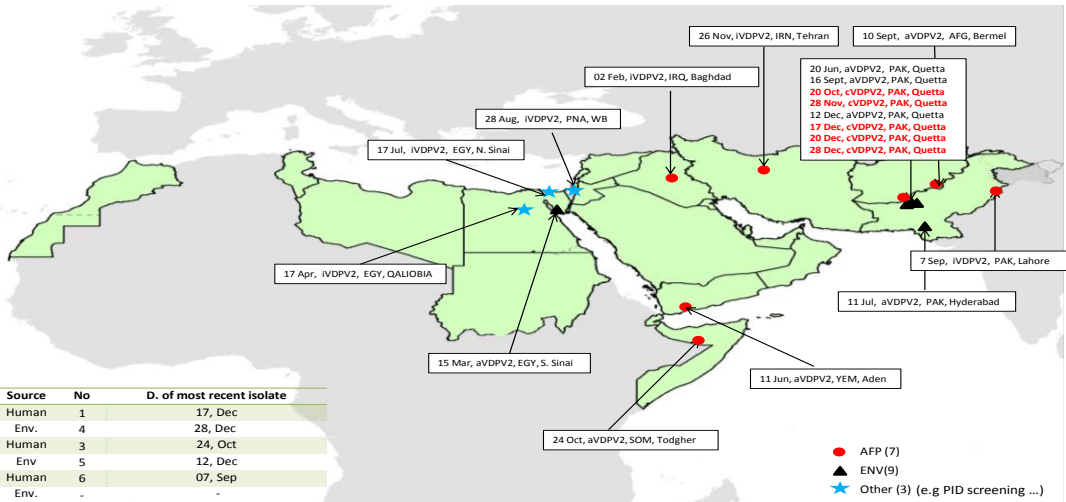 26 Nov, iVDPV2, IRN, Tehran
10 Sept, aVDPV2, AFG, Bermel
02 Feb, iVDPV2, IRQ, Baghdad
20 Jun, aVDPV2, PAK, Quetta
16 Sept, aVDPV2, PAK, Quetta
20 Oct, cVDPV2, PAK, Quetta
28 Nov, cVDPV2, PAK, Quetta
12 Dec, aVDPV2, PAK, Quetta
17 Dec, cVDPV2, PAK, Quetta
20 Dec, cVDPV2, PAK, Quetta
28 Dec, cVDPV2, PAK, Quetta
28 Aug, iVDPV2, PNA, WB
17 Jul, iVDPV2, EGY, N. Sinai
17 Apr, iVDPV2, EGY, QALIOBIA
7 Sep, iVDPV2, PAK, Lahore
11 Jul, aVDPV2, PAK, Hyderabad
15 Mar, aVDPV2, EGY, S. Sinai
11 Jun, aVDPV2, YEM, Aden
24 Oct, aVDPV2, SOM, Todgher
Source No D. of most recent isolate
Human 1 17, Dec
Env. 4 28, Dec
Human 3 24, Oct
Env 5 12, Dec
Human 6 07, Sep
Env. - -
AFP (7)
ENV(9)
Other (3) (e.g PID screening ...)